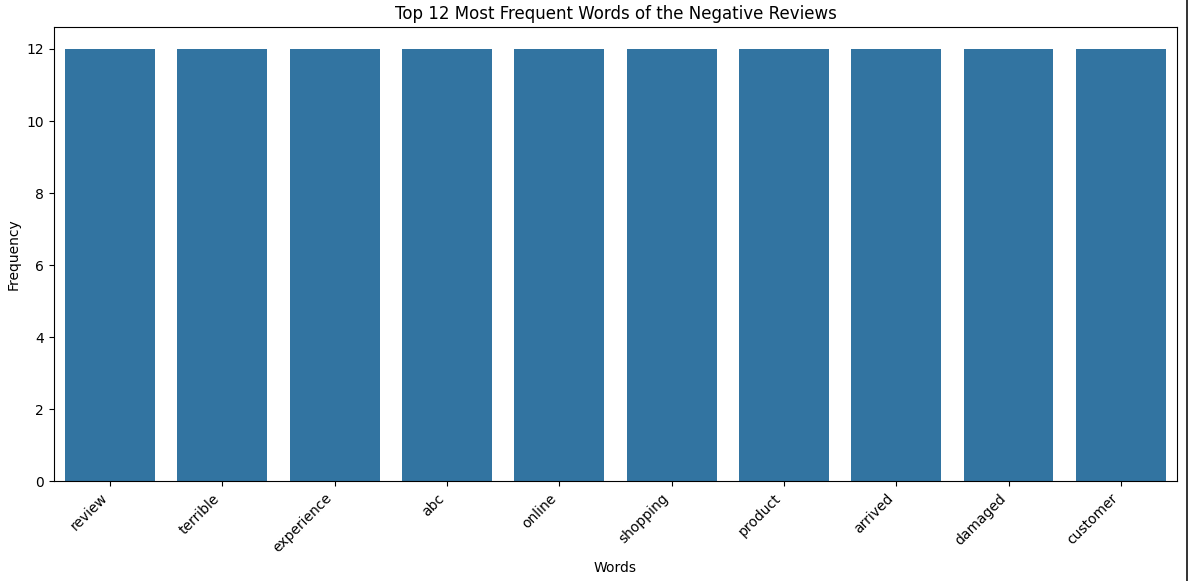 Top 12 Most Frequent Words of the Negative Reviews
12
10
8
6
4
2
0
Frequency
review
terrible
experience
abc
online
shopping
product
arrived
damaged
customer
Words